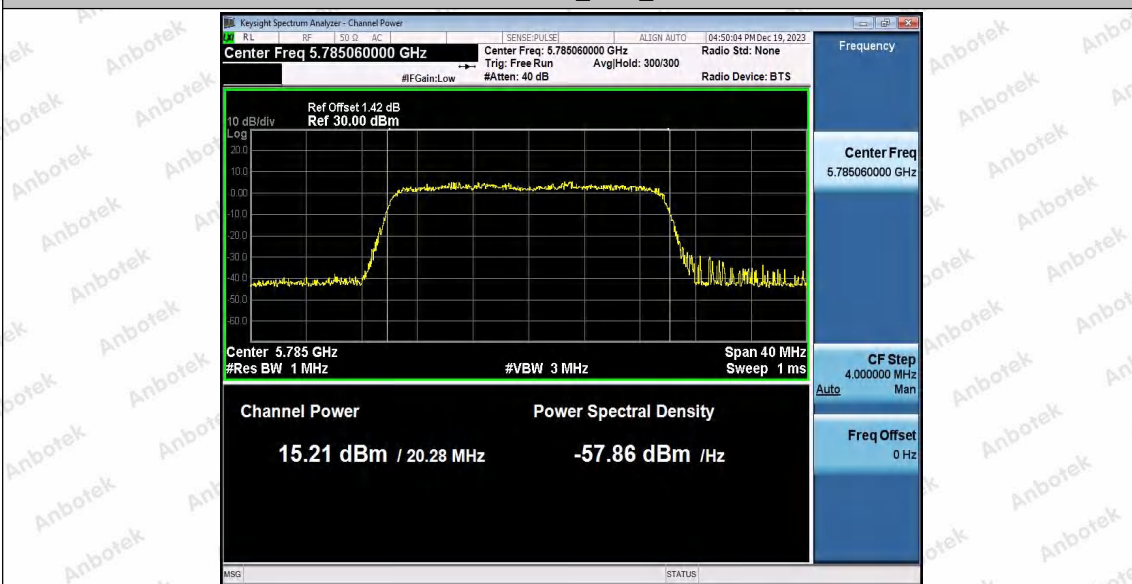 Keysight Spectrum Analyzer - Channel Power
RL RF 50 Ω AC SENSE:PULSE ALIGN AUTO 04:50:04 PM Dec 19, 2023
Center Freq 5.785060000 GHz
Center Freq: 5.785060000 GHz Radio Std: None
Trig: Free Run Avg|Hold: 300/300
#IFGain:Low #Atten: 40 dB Radio Device: BTS
Frequency
Ref Offset 1.42 dB
10 dB/div Ref 30.00 dBm
Log
20.0
10.0
0.00
-10.0
-20.0
-30.0
-40.0
-50.0
-60.0
Center 5.785 GHz Span 40 MHz
#Res BW 1 MHz #VBW 3 MHz Sweep 1 ms
Center Freq
5.785060000 GHz
CF Step
4.000000 MHz
Auto Man
Freq Offset
0 Hz
Channel Power Power Spectral Density
15.21 dBm / 20.28 MHz -57.86 dBm /Hz
MSG STATUS
Anbotek